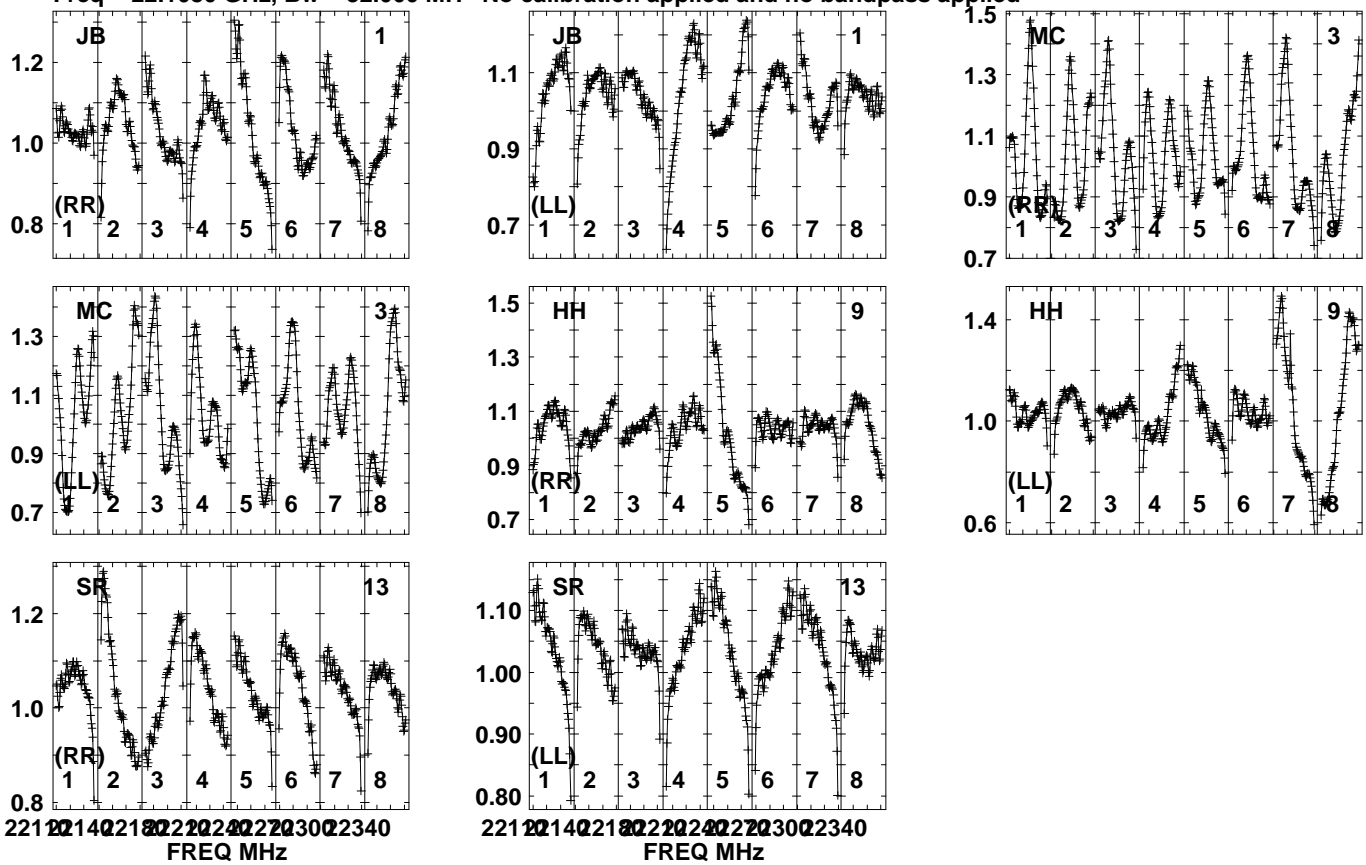 No calibration applied and no bandpass applied
JB 1
1.2
1.0
0.8
(RR)
1 2 3 4 5 6 7 8
JB 1
1.1
0.9
0.7
(LL)
1 2 3 4 5 6 7 8
MC 3
1.5
1.3
1.1
0.9
0.7
(RR)
1 2 3 4 5 6 7 8
MC 3
1.3
1.1
0.9
0.7
(LL)
1 2 3 4 5 6 7 8
HH 9
1.5
1.3
1.1
0.9
0.7
(RR)
1 2 3 4 5 6 7 8
HH 9
1.4
1.0
0.6
(LL)
1 2 3 4 5 6 7 8
SR 13
1.2
1.0
0.8
(RR)
1 2 3 4 5 6 7 8
FREQ MHz
SR 13
1.10
1.00
0.90
0.80
(LL)
1 2 3 4 5 6 7 8
FREQ MHz